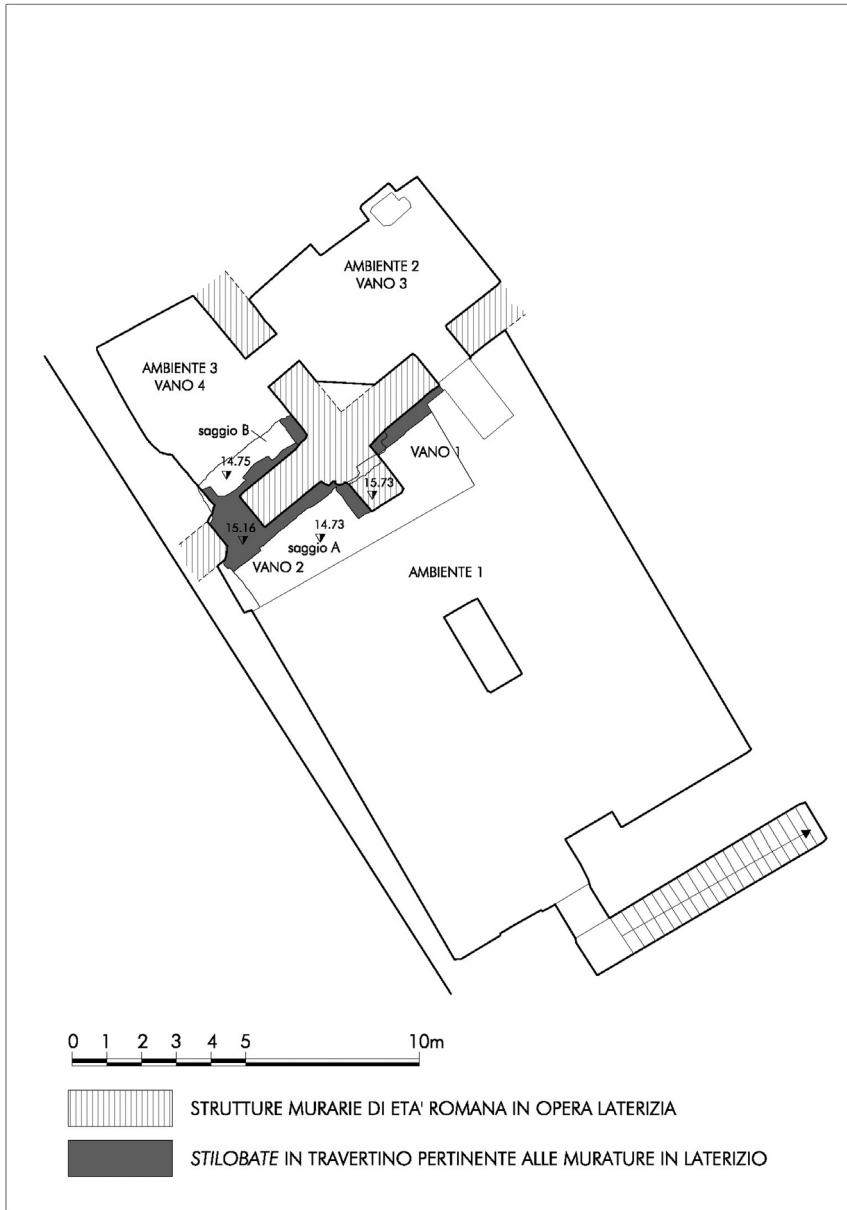 AMBIENTE 2
VANO 3
AMBIENTE 3
VANO 4
saggio B
14.75
VANO 1
15.73
15.16
14.73
saggio A
VANO 2
AMBIENTE 1
0 1 2 3 4 5 10m
STRUTTURE MURARIE DI ETA' ROMANA IN OPERA LATERIZIA
STILOBATE IN TRAVERTINO PERTINENTE ALLE MURATURE IN LATERIZIO